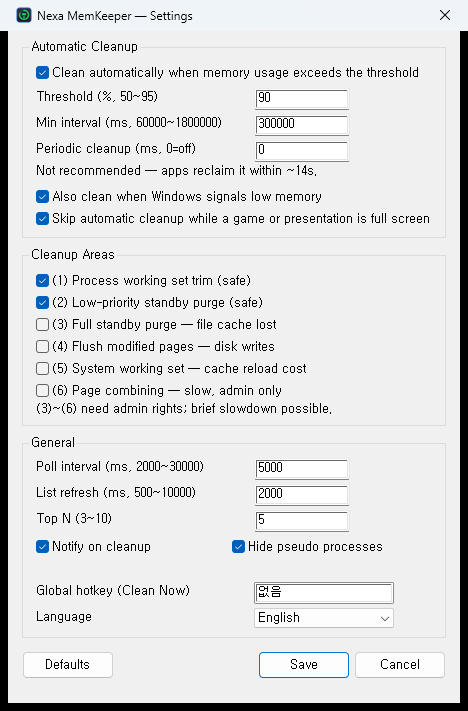 Nexa MemKeeper — Settings
Automatic Cleanup
Clean automatically when memory usage exceeds the threshold
Threshold (%, 50~95)
90
Min interval (ms, 60000~1800000)
300000
Periodic cleanup (ms, 0=off)
0
Not recommended — apps reclaim it within ~14s.
Also clean when Windows signals low memory
Skip automatic cleanup while a game or presentation is full screen
Cleanup Areas
(1) Process working set trim (safe)
(2) Low-priority standby purge (safe)
(3) Full standby purge — file cache lost
(4) Flush modified pages — disk writes
(5) System working set — cache reload cost
(6) Page combining — slow, admin only
(3)~(6) need admin rights; brief slowdown possible.
General
Poll interval (ms, 2000~30000)
5000
List refresh (ms, 500~10000)
2000
Top N (3~10)
5
Notify on cleanup
Hide pseudo processes
Global hotkey (Clean Now)
없음
Language
English
Defaults
Save
Cancel